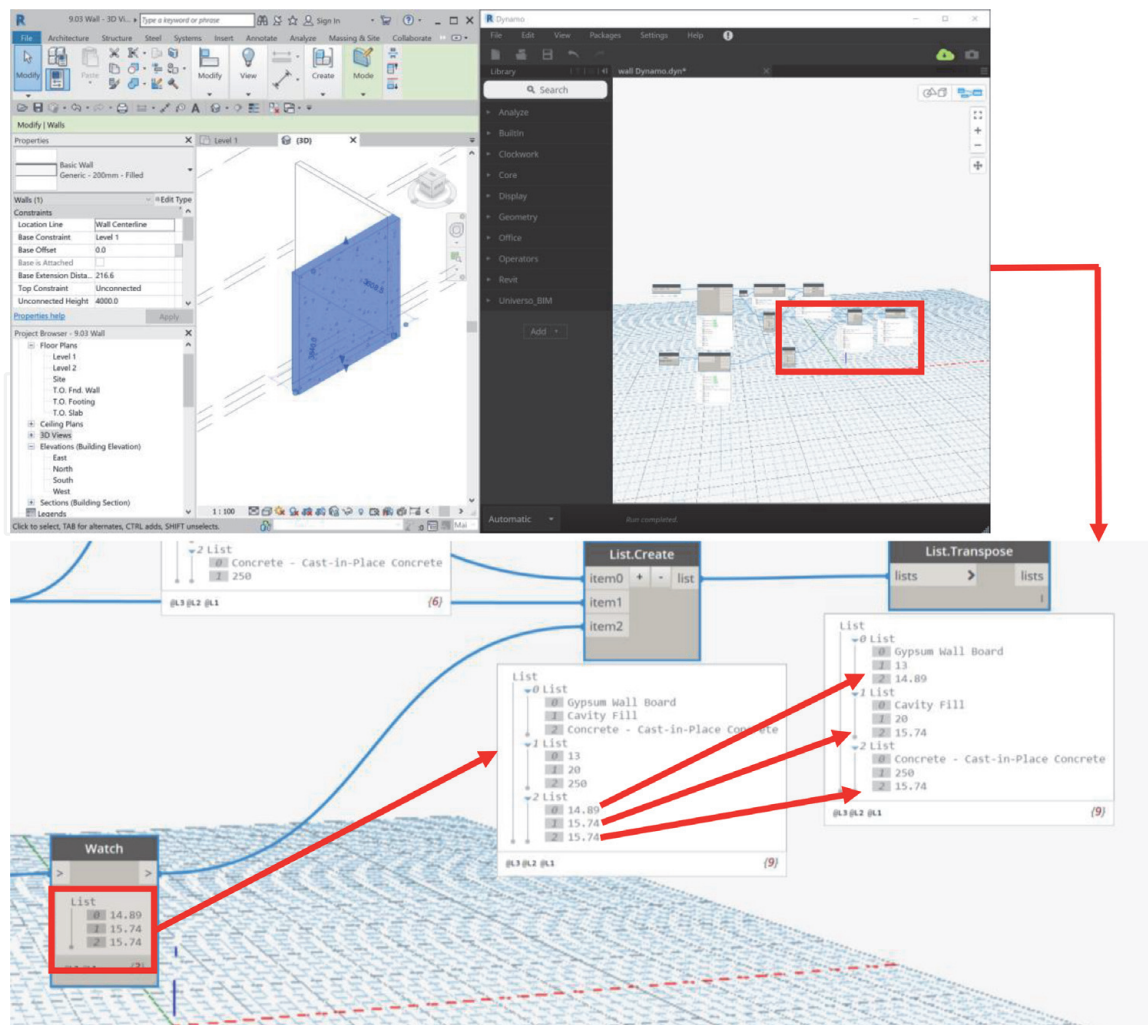 R
9.03 Wall - 3D Vi...
Type a keyword or phrase
Sign In
File Architecture Structure Steel Systems Insert Annotate Analyze Massing & Site Collaborate
Modify
Paste
Modify
View
Create
Mode
Modify | Walls
Properties
Level 1
{3D}
Basic Wall
Generic - 200mm - Filled
Walls (1)
Edit Type
Constraints
Location Line Wall Centerline
Base Constraint Level 1
Base Offset 0.0
Base is Attached
Base Extension Dista... 216.6
Top Constraint Unconnected
Unconnected Height 4000.0
Properties help
Apply
Project Browser - 9.03 Wall
Floor Plans
Level 1
Level 2
Site
T.O. Fnd. Wall
T.O. Footing
T.O. Slab
Ceiling Plans
3D Views
Elevations (Building Elevation)
East
North
South
West
Sections (Building Section)
Legends
1 : 100
Click to select, TAB for alternates, CTRL adds, SHIFT unselects.
R Dynamo
File Edit View Packages Settings Help
Library
wall Dynamo.dyn*
Search
Analyze
BuiltIn
Clockwork
Core
Display
Geometry
Office
Operators
Revit
Universo_BIM
Add
Automatic
Run completed
2 List
0 Concrete - Cast-in-Place Concrete
1 250
@L3 @L2 @L1 {6}
List.Create
item0 + - list
item1
item2
List
0 List
0 Gypsum Wall Board
1 Cavity Fill
2 Concrete - Cast-in-Place Concrete
1 List
0 13
1 20
2 250
2 List
0 14.89
1 15.74
2 15.74
@L3 @L2 @L1 {9}
List.Transpose
lists > lists
l
List
0 List
0 Gypsum Wall Board
1 13
2 14.89
1 List
0 Cavity Fill
1 20
2 15.74
2 List
0 Concrete - Cast-in-Place Concrete
1 250
2 15.74
@L3 @L2 @L1 {9}
Watch
> >
List
0 14.89
1 15.74
2 15.74